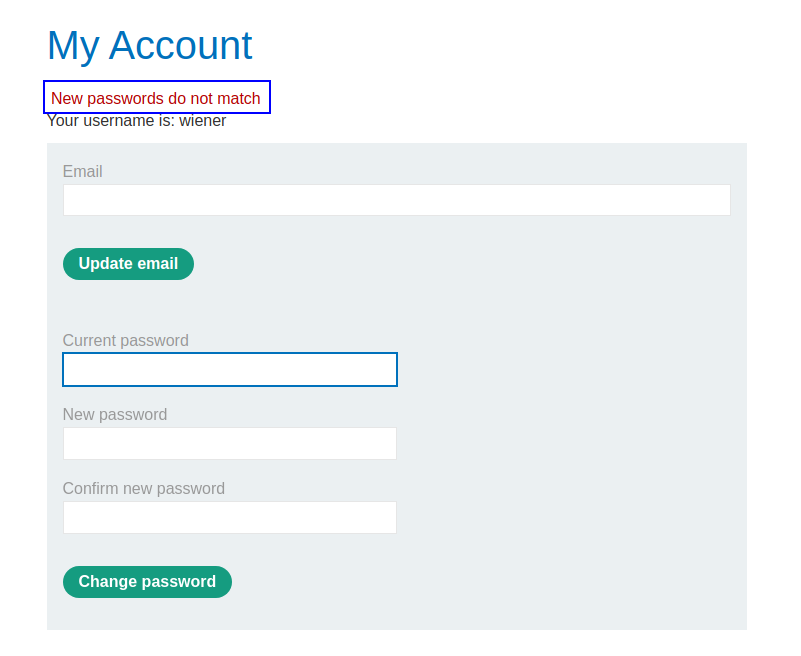 My Account
New passwords do not match
Your username is: wiener
Email
Update email
Current password
New password
Confirm new password
Change password